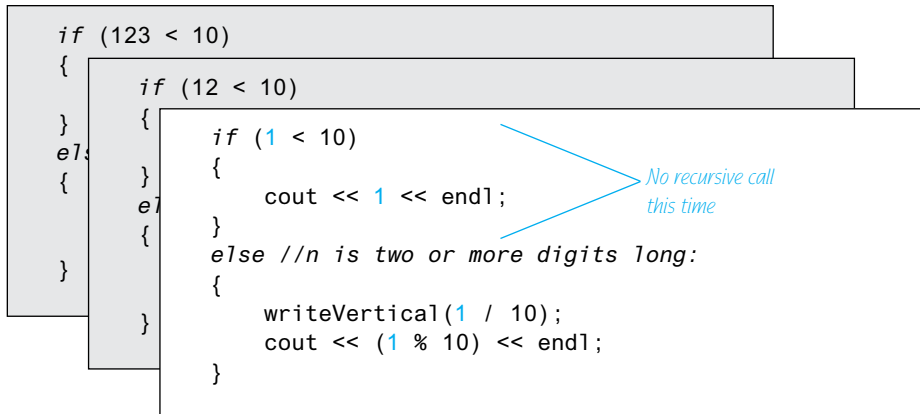 if (123 < 10)
{
}
els
{
}
if (12 < 10)
{
}
el
{
}
if (1 < 10)
{
    cout << 1 << endl;
}
else //n is two or more digits long:
{
    writeVertical(1 / 10);
    cout << (1 % 10) << endl;
}
No recursive call
this time